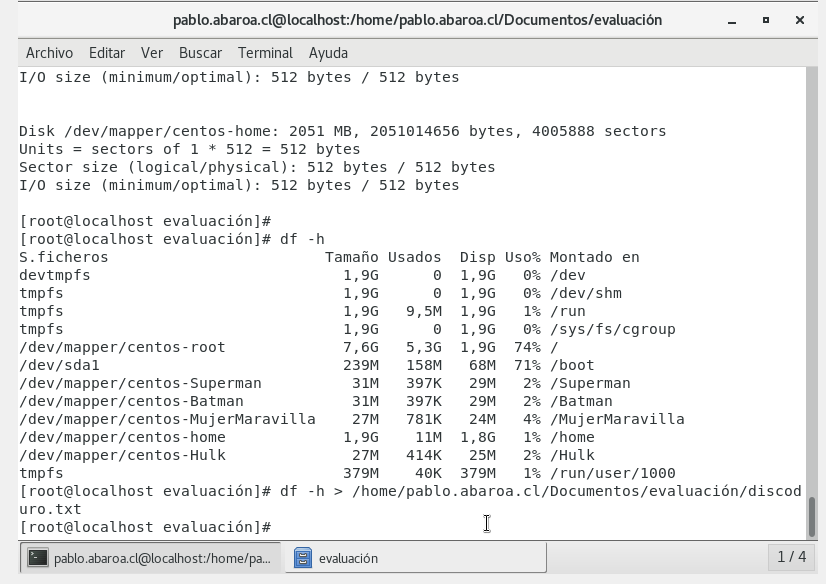 pablo.abaroa.cl@localhost:/home/pablo.abaroa.cl/Documentos/evaluación
Archivo Editar Ver Buscar Terminal Ayuda
I/O size (minimum/optimal): 512 bytes / 512 bytes
Disk /dev/mapper/centos-home: 2051 MB, 2051014656 bytes, 4005888 sectors
Units = sectors of 1 * 512 = 512 bytes
Sector size (logical/physical): 512 bytes / 512 bytes
I/O size (minimum/optimal): 512 bytes / 512 bytes
[root@localhost evaluación]#
[root@localhost evaluación]# df -h
S.ficheros Tamaño Usados Disp Uso% Montado en
devtmpfs 1,9G 0 1,9G 0% /dev
tmpfs 1,9G 0 1,9G 0% /dev/shm
tmpfs 1,9G 9,5M 1,9G 1% /run
tmpfs 1,9G 0 1,9G 0% /sys/fs/cgroup
/dev/mapper/centos-root 7,6G 5,3G 1,9G 74% /
/dev/sda1 239M 158M 68M 71% /boot
/dev/mapper/centos-Superman 31M 397K 29M 2% /Superman
/dev/mapper/centos-Batman 31M 397K 29M 2% /Batman
/dev/mapper/centos-MujerMaravilla 27M 781K 24M 4% /MujerMaravilla
/dev/mapper/centos-home 1,9G 11M 1,8G 1% /home
/dev/mapper/centos-Hulk 27M 414K 25M 2% /Hulk
tmpfs 379M 40K 379M 1% /run/user/1000
[root@localhost evaluación]# df -h > /home/pablo.abaroa.cl/Documentos/evaluación/discod
uro.txt
[root@localhost evaluación]#
pablo.abaroa.cl@localhost:/home/pa... evaluación 1 / 4